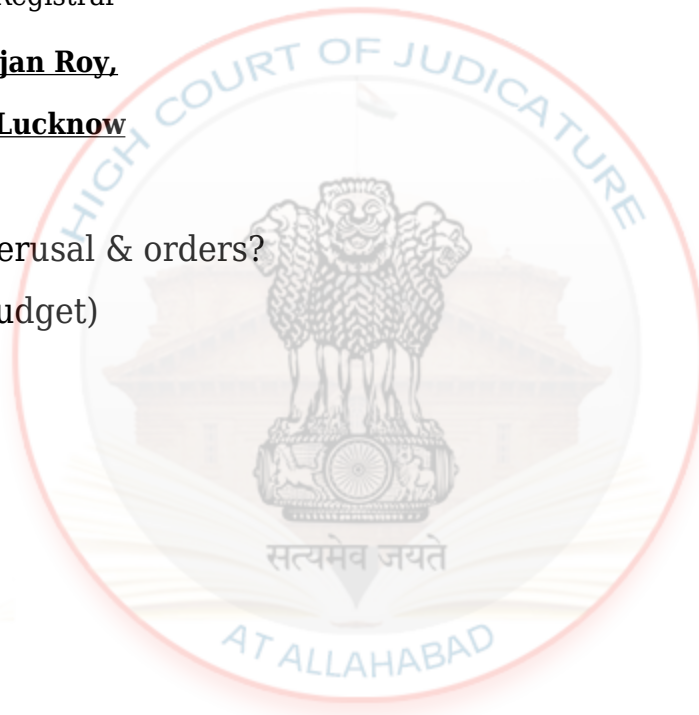 Registrar
jan Roy,
Lucknow
erusal & orders?
udget)
HIGH COURT OF JUDICATURE
सत्यमेव जयते
AT ALLAHABAD